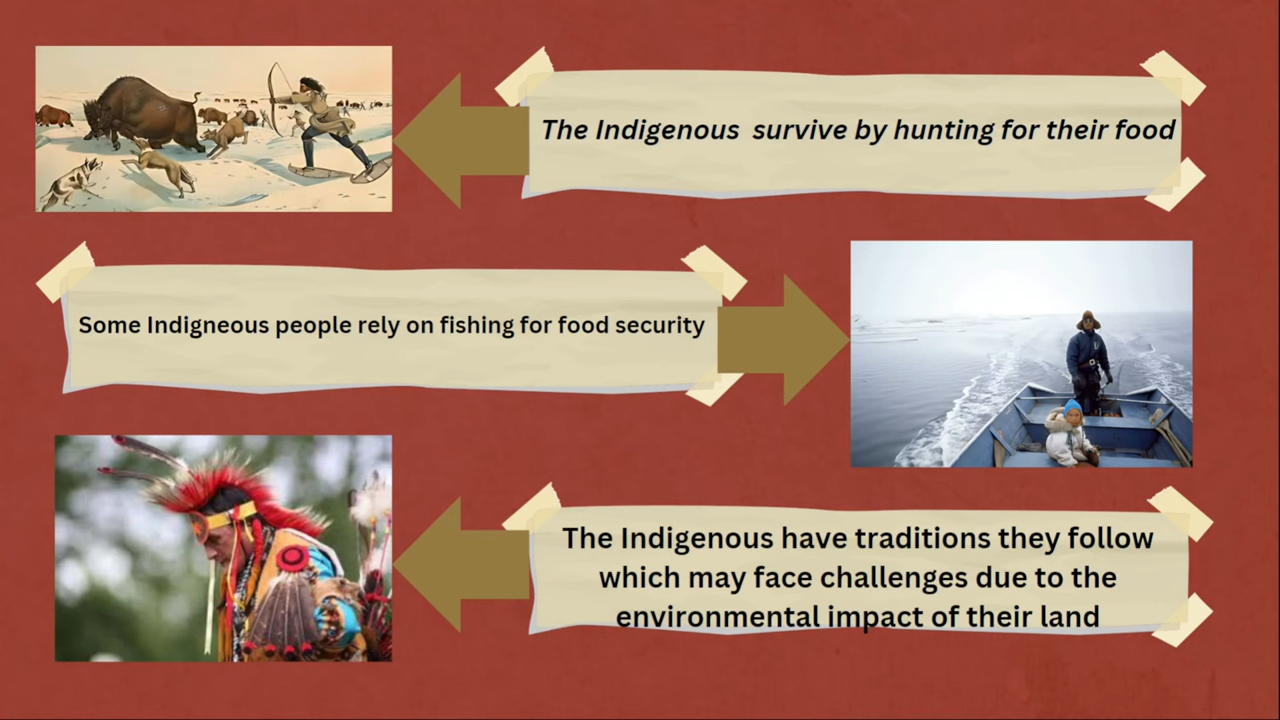 The Indigenous  survive by hunting for their food
Some Indigneous people rely on fishing for food security
The Indigenous have traditions they follow
which may face challenges due to the
environmental impact of their land